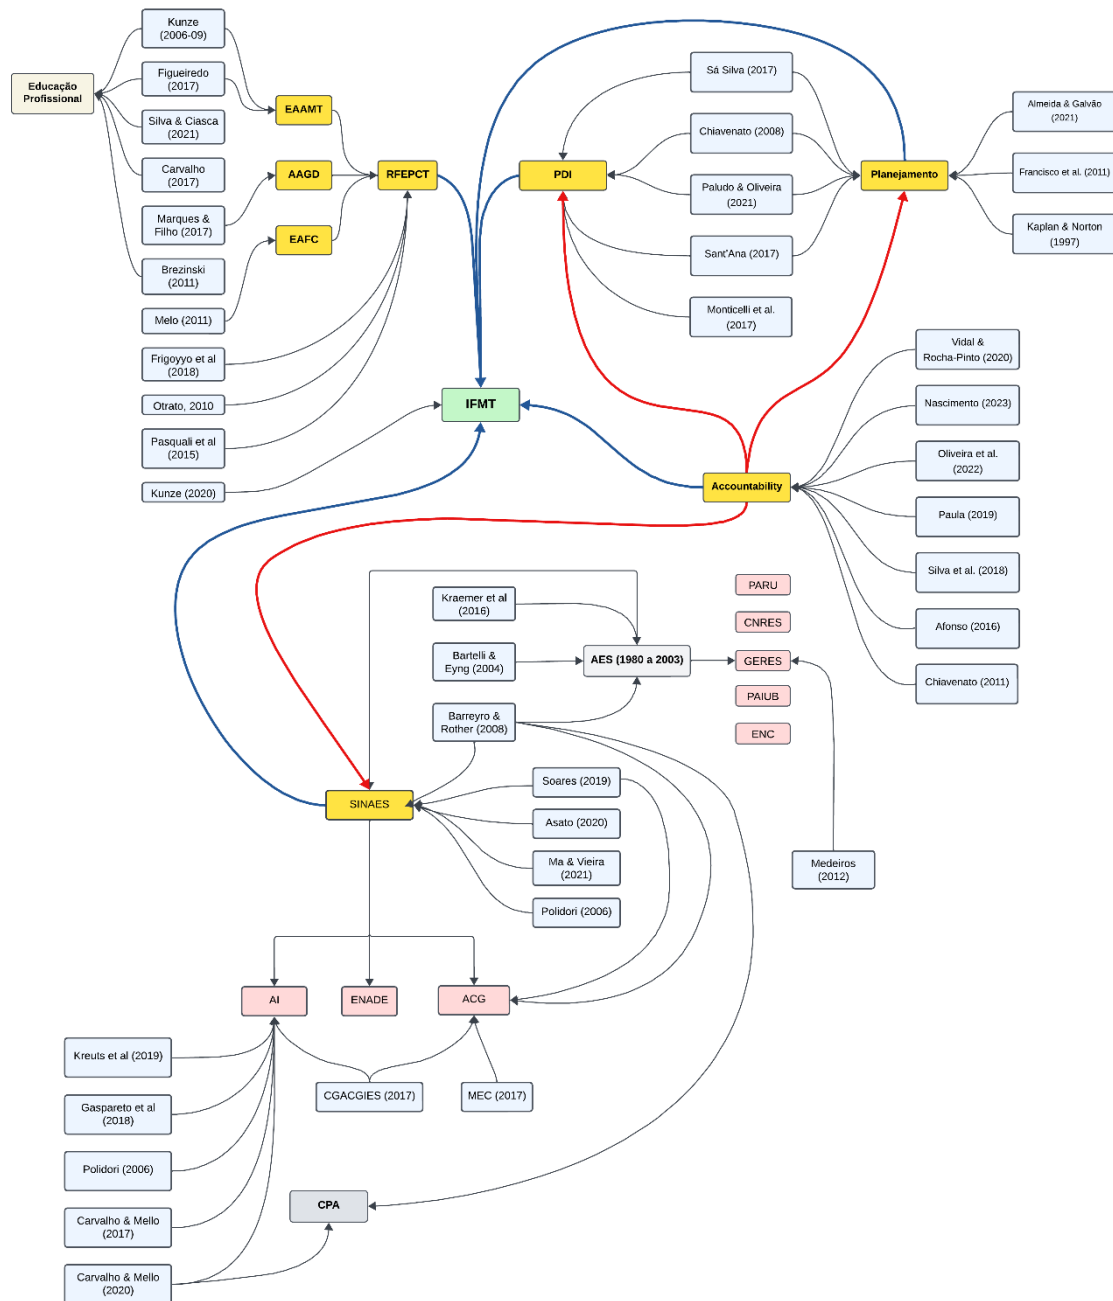 Kunze
(2006-09)
Educação
Profissional
Figueiredo
(2017)
Silva & Ciasca
(2021)
Carvalho
(2017)
Marques &
Filho (2017)
Brezinski
(2011)
Melo (2011)
Frigoyyo et al
(2018)
Otrato, 2010
Pasquali et al
(2015)
Kunze (2020)
EAAMT
AAGD
EAFC
RFEPCT
PDI
Sá Silva (2017)
Chiavenato (2008)
Paludo & Oliveira
(2021)
Sant'Ana (2017)
Monticelli et al.
(2017)
Planejamento
Almeida & Galvão
(2021)
Francisco et al. (2011)
Kaplan & Norton
(1997)
IFMT
Accountability
Vidal &
Rocha-Pinto (2020)
Nascimento (2023)
Oliveira et al.
(2022)
Paula (2019)
Silva et al. (2018)
Afonso (2016)
Chiavenato (2011)
Kraemer et al
(2016)
Bartelli &
Eyng (2004)
Barreyro &
Rother (2008)
AES (1980 a 2003)
PARU
CNRES
GERES
PAIUB
ENC
Medeiros
(2012)
SINAES
Soares (2019)
Asato (2020)
Ma & Vieira
(2021)
Polidori (2006)
AI
ENADE
ACG
Kreuts et al (2019)
Gaspareto et al
(2018)
Polidori (2006)
Carvalho & Mello
(2017)
Carvalho & Mello
(2020)
CGACGIES (2017)
MEC (2017)
CPA